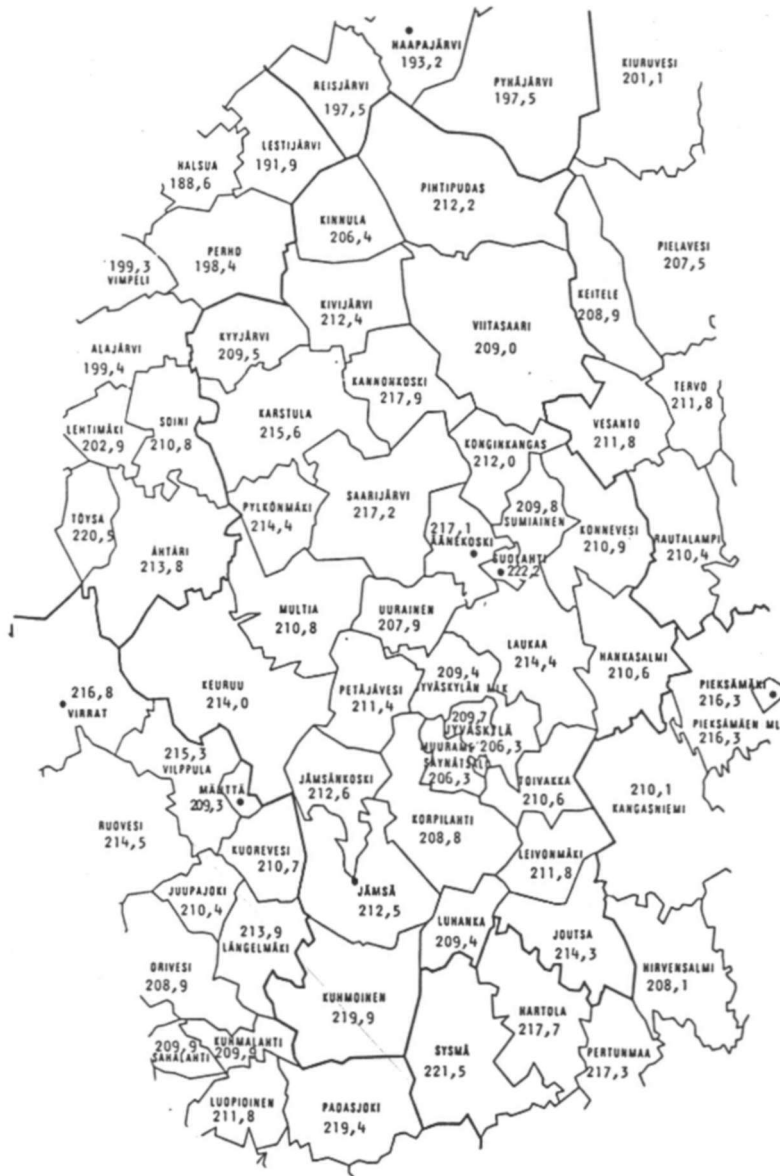 HAAPAJÄRVI
193,2
KIURUVESI
201,1
REISJÄRVI
197,5
PYHÄJÄRVI
197,5
LESTIJÄRVI
191,9
HALSUA
188,6
PIHTIPUDAS
212,2
KINNULA
206,4
PERHO
198,4
199,3
VIMPELI
PIELAVESI
207,5
KEITELE
208,9
KIVIJÄRVI
212,4
VIITASAARI
209,0
KYYJÄRVI
209,5
ALAJÄRVI
199,4
KANNONKOSKI
217,9
TERVO
211,8
LEHTIMÄKI
202,9
SOINI
210,8
KARSTULA
215,6
VESANTO
211,8
KONGINKANGAS
212,0
SAARIJÄRVI
217,2
PYLKÖNMÄKI
214,4
209,8
SUMIAINEN
TÖYSÄ
220,5
ÄHTÄRI
213,8
217,1
ÄÄNEKOSKI
KONNEVESI
210,9
RAUTALAMPI
210,4
SUOLAHTI
222,2
MULTIA
210,8
UURAINEN
207,9
LAUKAA
214,4
HANKASALMI
210,6
216,8
VIRRAT
KEURUU
214,0
PETÄJÄVESI
211,4
209,4
JYVÄSKYLÄN MLK
PIEKSÄMÄKI
216,3
PIEKSÄMÄEN ML
216,3
209,7
JYVÄSKYLÄ
206,3
MUURAME
SÄYNÄTSALO
206,3
215,3
VILPPULA
MÄNTTÄ
209,3
JÄMSÄNKOSKI
212,6
TOIVAKKA
210,6
210,1
KANGASNIEMI
RUOVESI
214,5
KORPILAHTI
208,8
KUOREVESI
210,7
LEIVONMÄKI
211,8
JUUPAJOKI
210,4
JÄMSÄ
212,5
213,9
LÄNGELMÄKI
LUHANKA
209,4
JOUTSA
214,3
ORIVESI
208,9
HIRVENSALMI
208,1
KUHMOINEN
219,9
HARTOLA
217,7
209,9
SAHALAHTI
KUHMALAHTI
209,9
SYSMÄ
221,5
PERTUNMAA
217,3
LUOPIOINEN
211,8
PADASJOKI
219,4